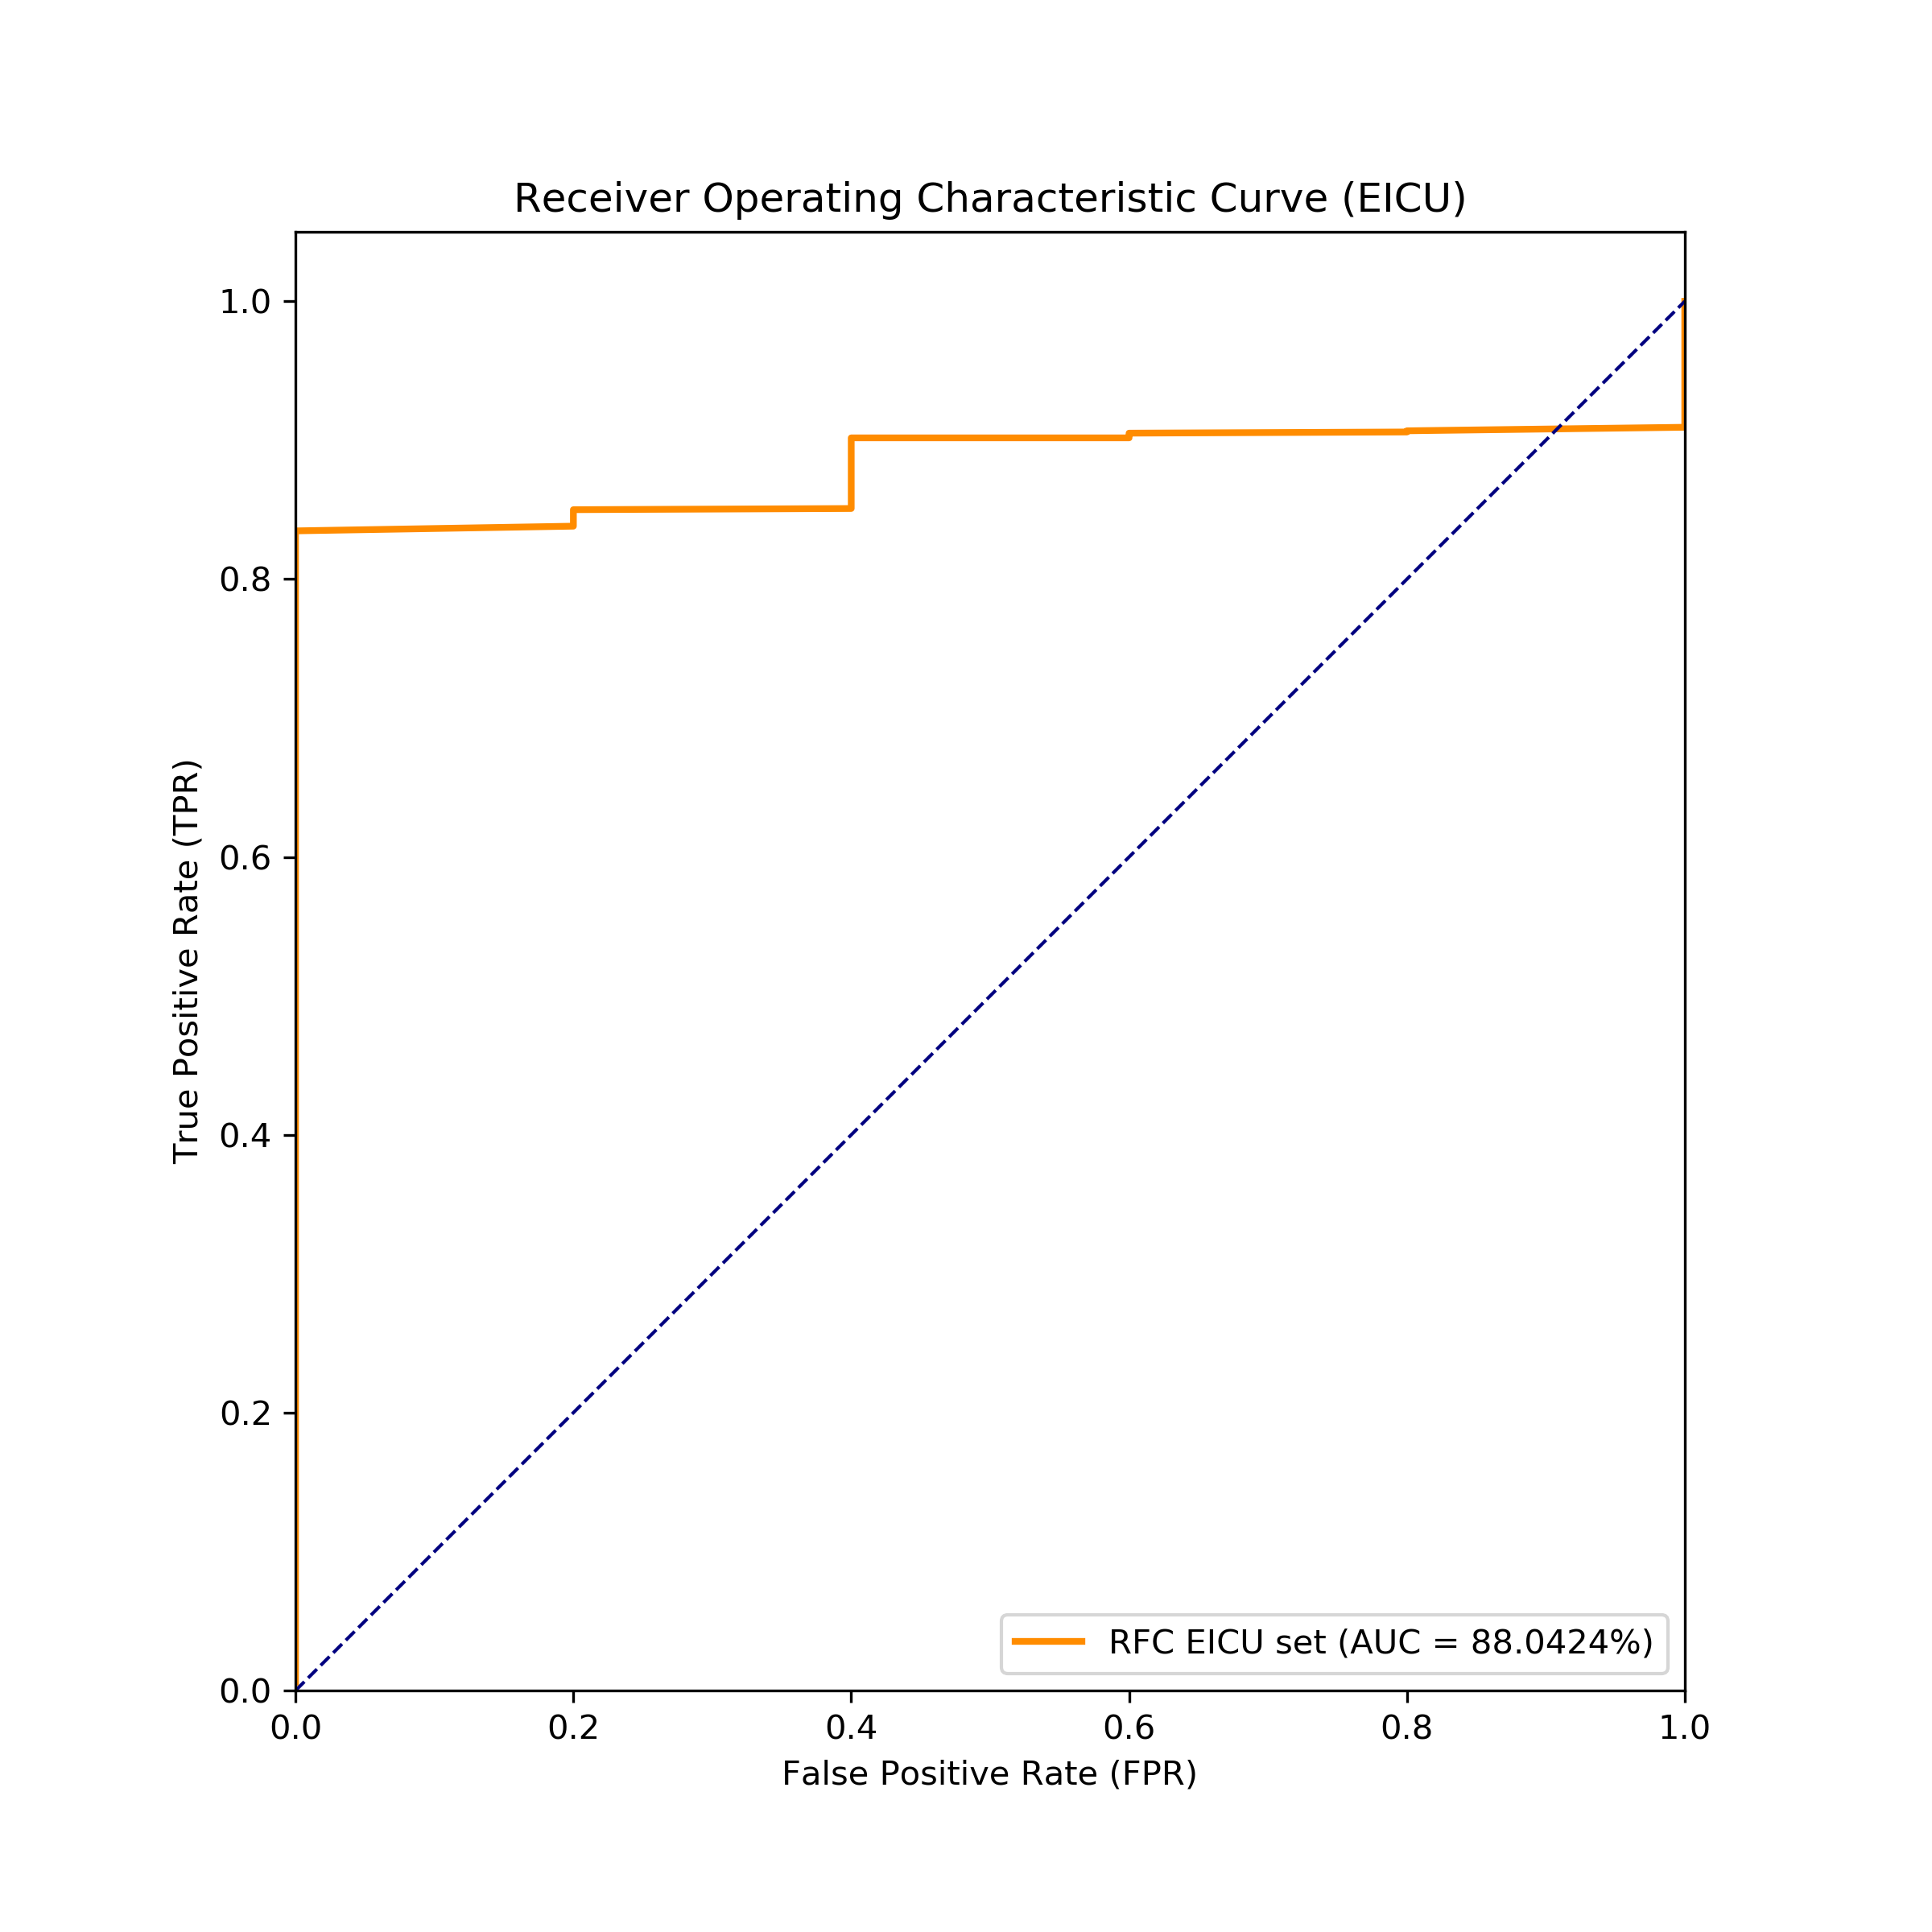 Receiver Operating Characteristic Curve (EICU)
1.0
0.8
0.6
0.4
0.2
0.0
True Positive Rate (TPR)
RFC EICU set (AUC = 88.0424%)
0.0 0.2 0.4 0.6 0.8 1.0
False Positive Rate (FPR)